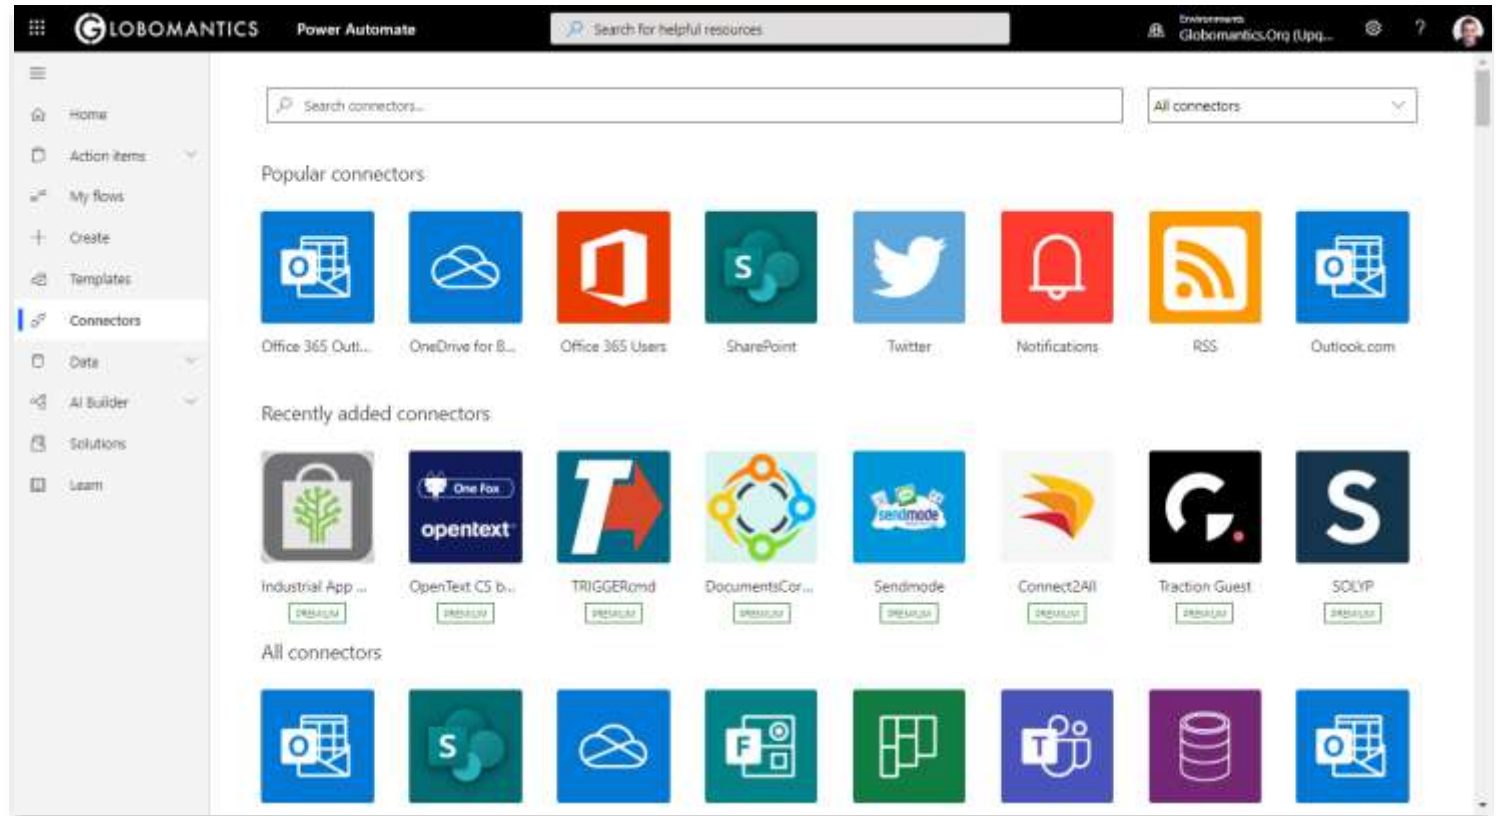 GLOBOMANTICS
Power Automate
Search for helpful resources
Environments
Globomantics.Org (Upg...
?
Search connectors...
All connectors
Home
Action items
My flows
Create
Templates
Connectors
Data
AI Builder
Solutions
Learn
Popular connectors
Office 365 Outl...
OneDrive for B...
Office 365 Users
SharePoint
Twitter
Notifications
RSS
Outlook.com
Recently added connectors
One Fox
opentext
sendmode
Industrial App ...
OpenText CS b...
TRIGGERcmd
DocumentsCor...
Sendmode
Connect2All
Traction Guest
SOLYP
PREMIUM
PREMIUM
PREMIUM
PREMIUM
PREMIUM
PREMIUM
PREMIUM
PREMIUM
All connectors